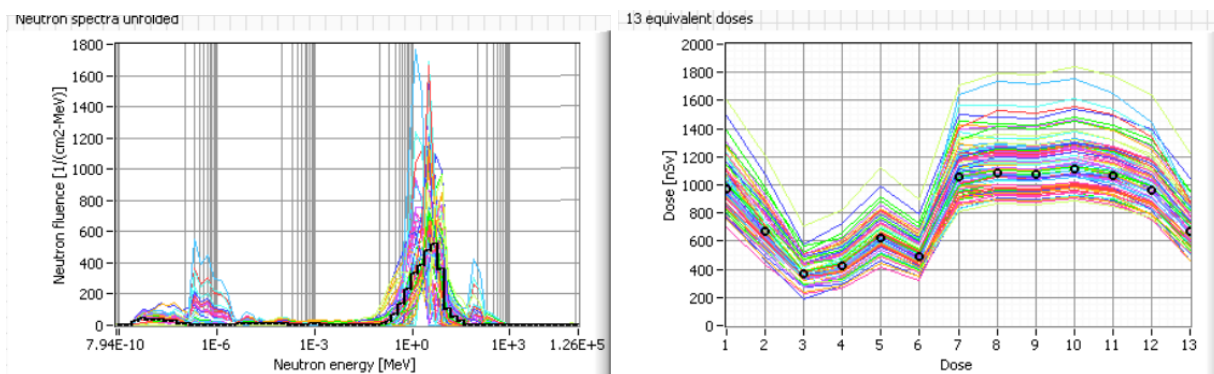 Neutron spectra unfolded
Neutron fluence [1/(cm2-MeV)]
1800
1600
1400
1200
1000
800
600
400
200
0
7.94E-10 1E-6 1E-3 1E+0 1E+3 1.26E+5
Neutron energy [MeV]
13 equivalent doses
Dose [nSv]
2000
1800
1600
1400
1200
1000
800
600
400
200
0
1 2 3 4 5 6 7 8 9 10 11 12 13
Dose